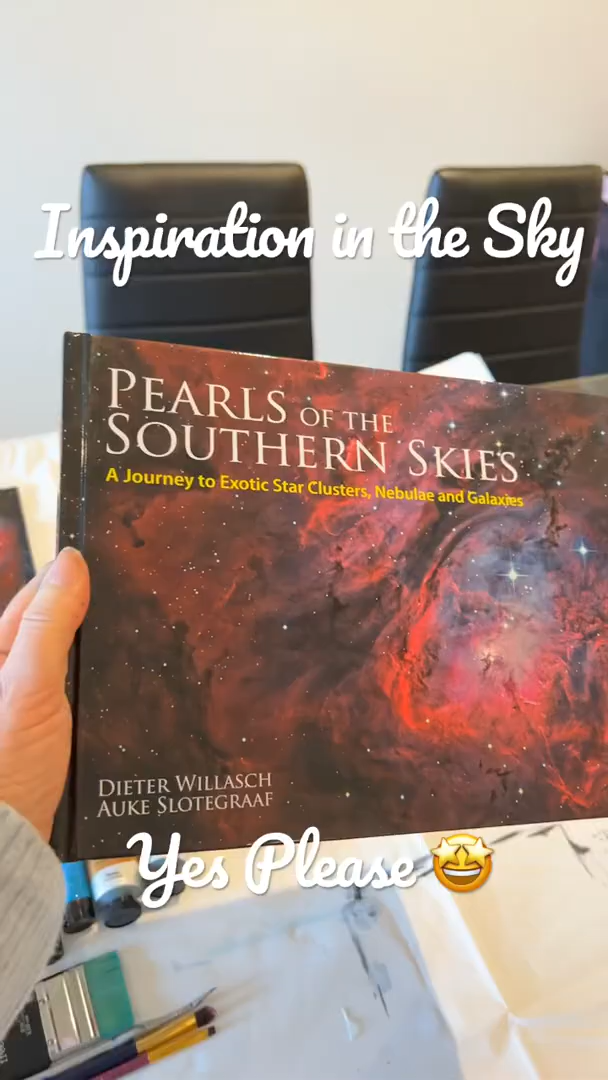 Inspiration in the Sky
PEARLS OF THE
SOUTHERN SKIES
A Journey to Exotic Star Clusters, Nebulae and Galaxies
DIETER WILLASCH
AUKE SLOTEGRAAF
Yes Please 🤩